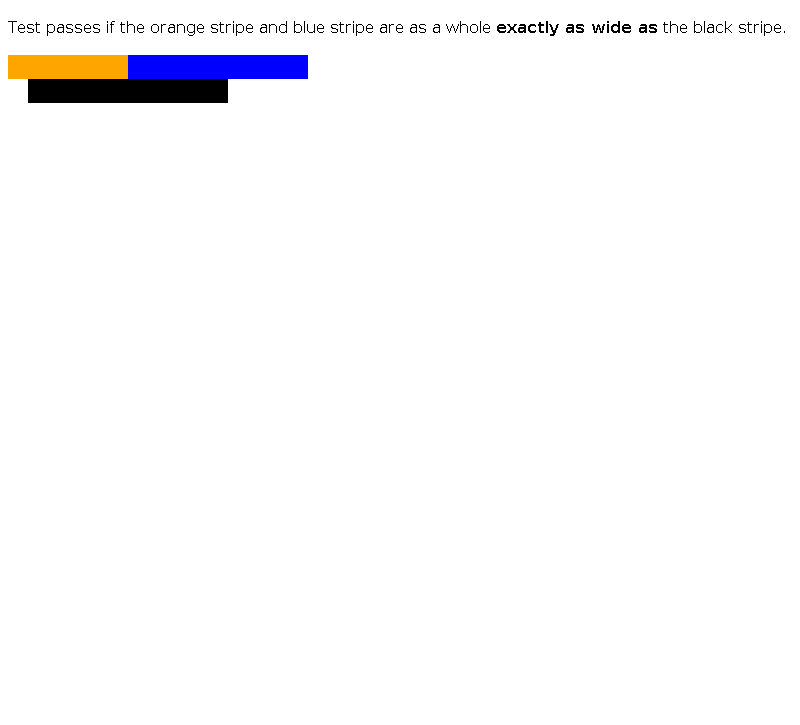 Test passes if the orange stripe and blue stripe are as a whole exactly as wide as the black stripe.